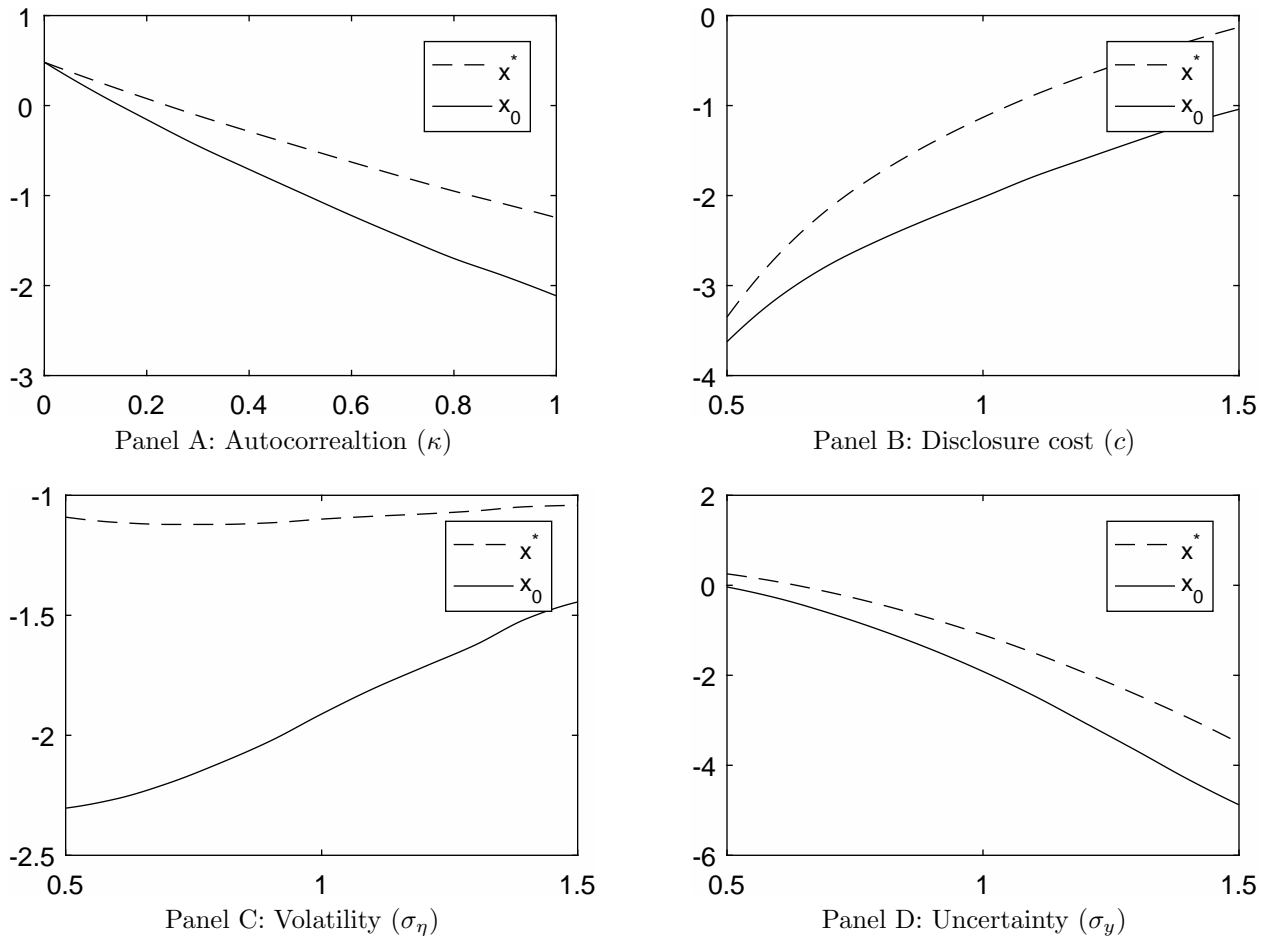 1
0
-1
-2
-3
0 0.2 0.4 0.6 0.8 1
x*
x0
Panel A: Autocorrealtion (κ)
0
-1
-2
-3
-4
0.5 1 1.5
x*
x0
Panel B: Disclosure cost (c)
-1
-1.5
-2
-2.5
0.5 1 1.5
x*
x0
Panel C: Volatility (ση)
2
0
-2
-4
-6
0.5 1 1.5
x*
x0
Panel D: Uncertainty (σy)